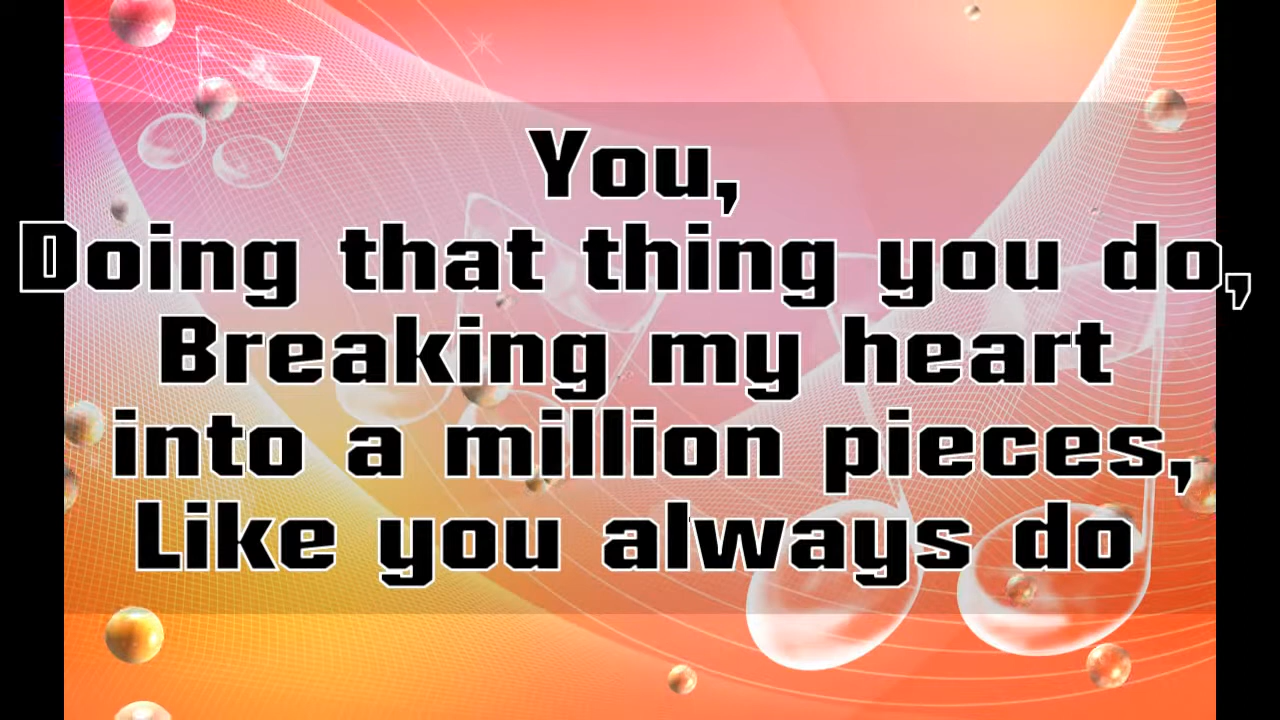 You,
Doing that thing you do,
Breaking my heart
into a million pieces,
Like you always do